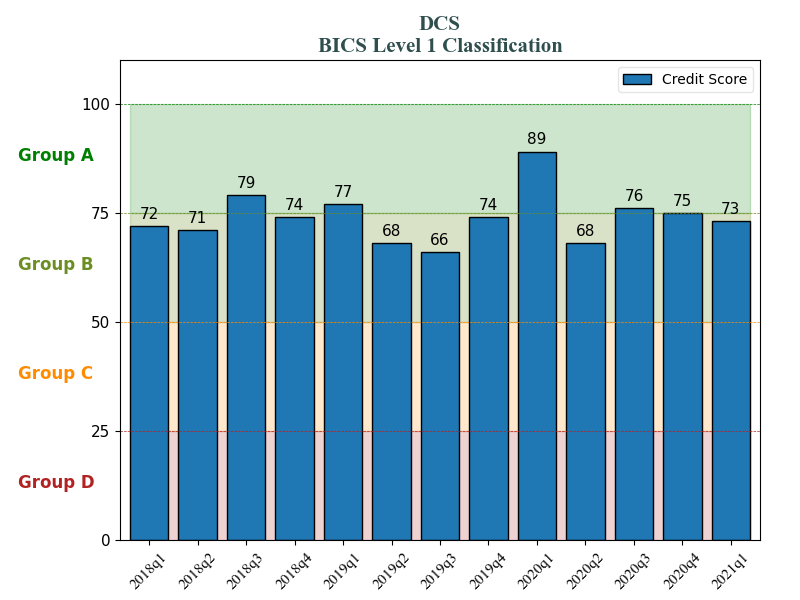 DCS
BICS Level 1 Classification
Credit Score
100
75
50
25
0
Group A
Group B
Group C
Group D
72
71
79
74
77
68
66
74
89
68
76
75
73
2018q1
2018q2
2018q3
2018q4
2019q1
2019q2
2019q3
2019q4
2020q1
2020q2
2020q3
2020q4
2021q1